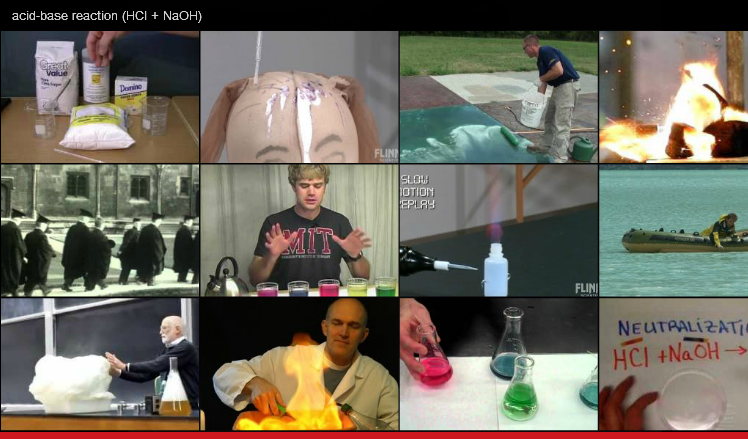 acid-base reaction (HCl + NaOH)
Great Value
Domino
FLINN
SLOW
MOTION
REPLAY
MIT
FLINN
NEUTRALIZATI
HCl + NaOH →